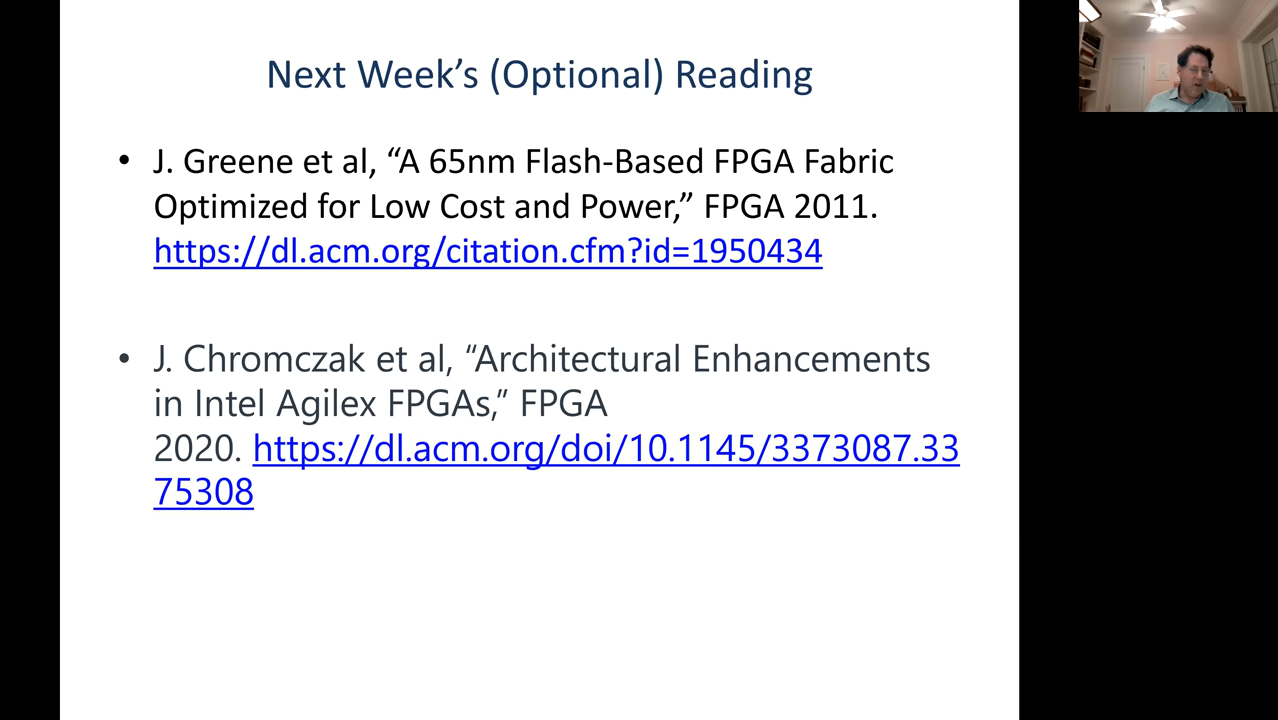 Next Week’s (Optional) Reading
• J. Greene et al, “A 65nm Flash-Based FPGA Fabric
Optimized for Low Cost and Power,” FPGA 2011.
https://dl.acm.org/citation.cfm?id=1950434
• J. Chromczak et al, “Architectural Enhancements
in Intel Agilex FPGAs,” FPGA
2020. https://dl.acm.org/doi/10.1145/3373087.33
75308